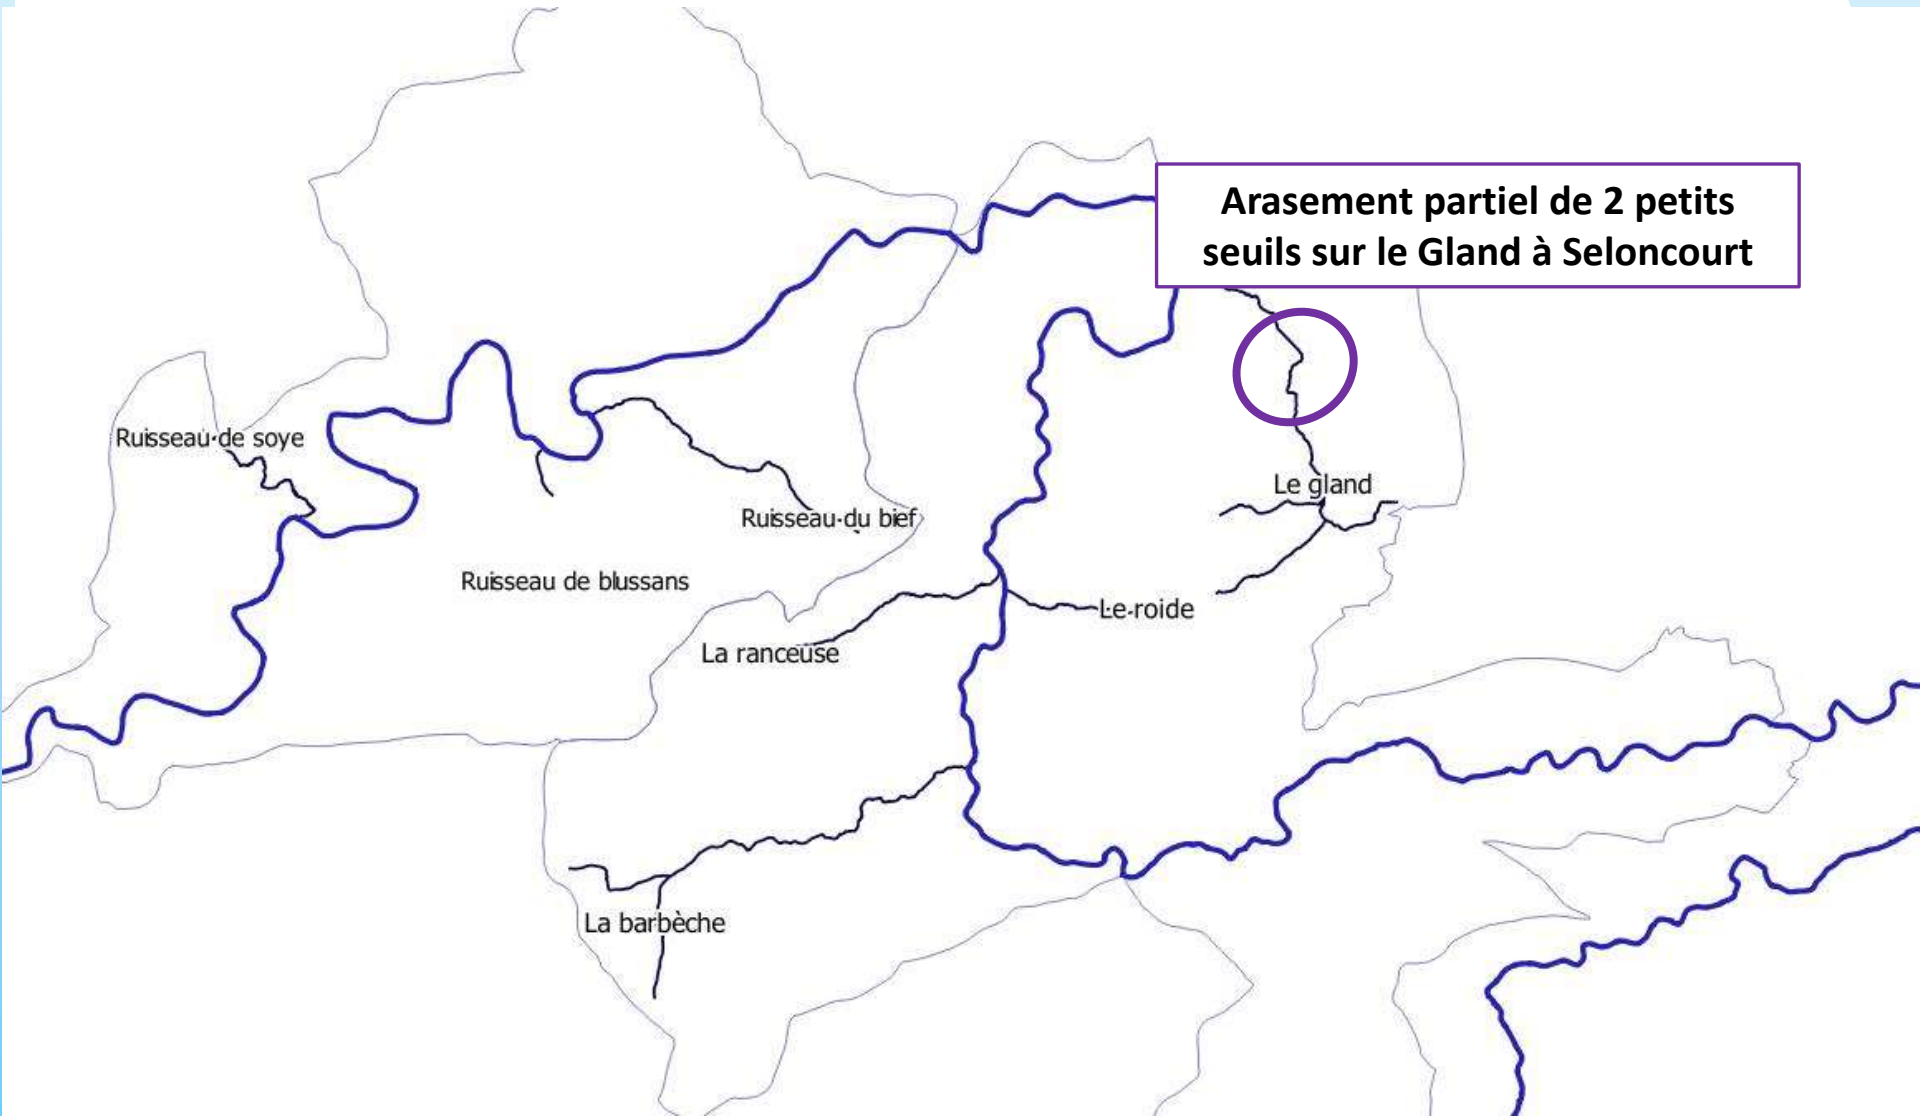 Arasement partiel de 2 petits
seuils sur le Gland à Seloncourt
Ruisseau de soye
Le gland
Ruisseau du bief
Ruisseau de blussans
Le roide
La ranceuse
La barbèche